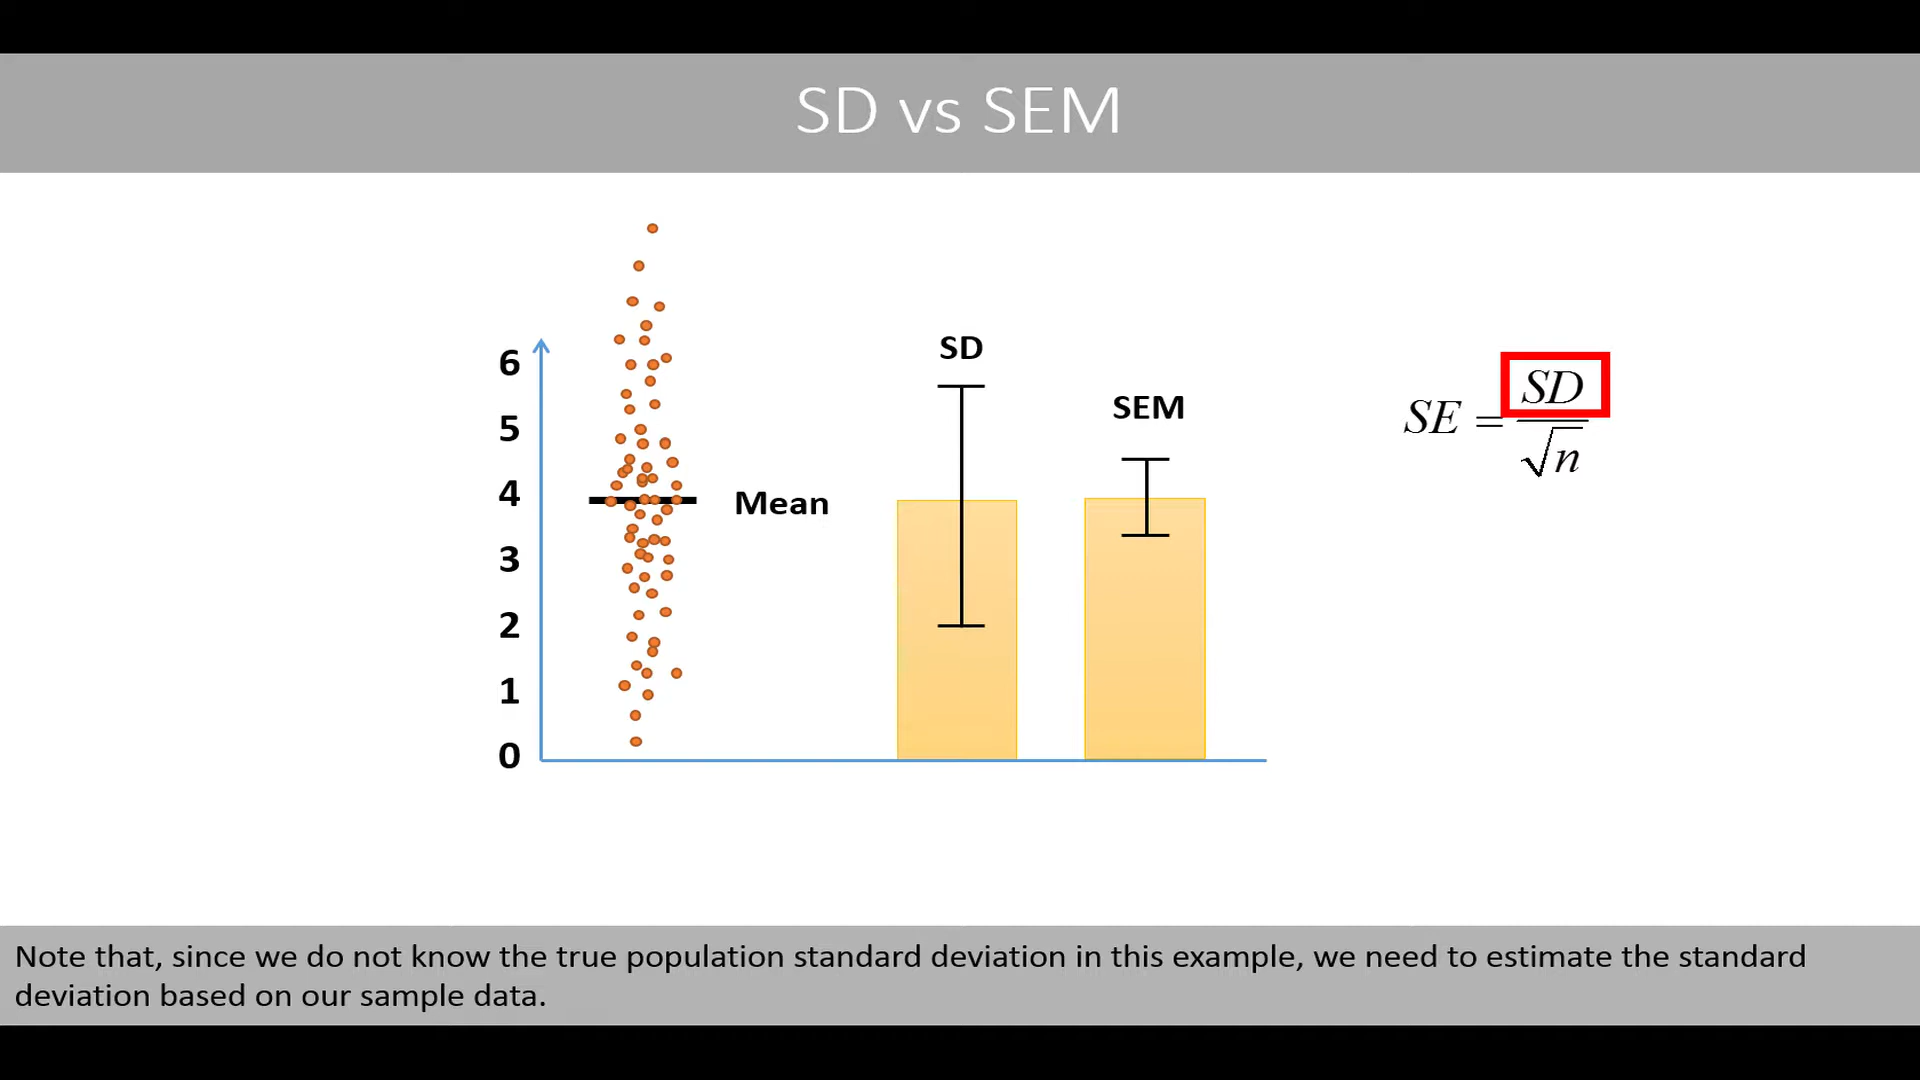 SD vs SEM
6
5
4
3
2
1
0
Mean
SD
SEM
SE = SD / √n
Note that, since we do not know the true population standard deviation in this example, we need to estimate the standard
deviation based on our sample data.